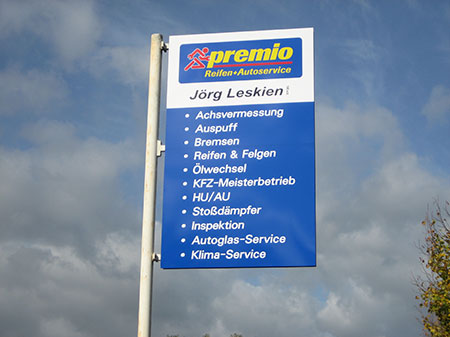 premio
Reifen+Autoservice
Jörg Leskien
• Achsvermessung
• Auspuff
• Bremsen
• Reifen & Felgen
• Ölwechsel
• KFZ-Meisterbetrieb
• HU/AU
• Stoßdämpfer
• Inspektion
• Autoglas-Service
• Klima-Service